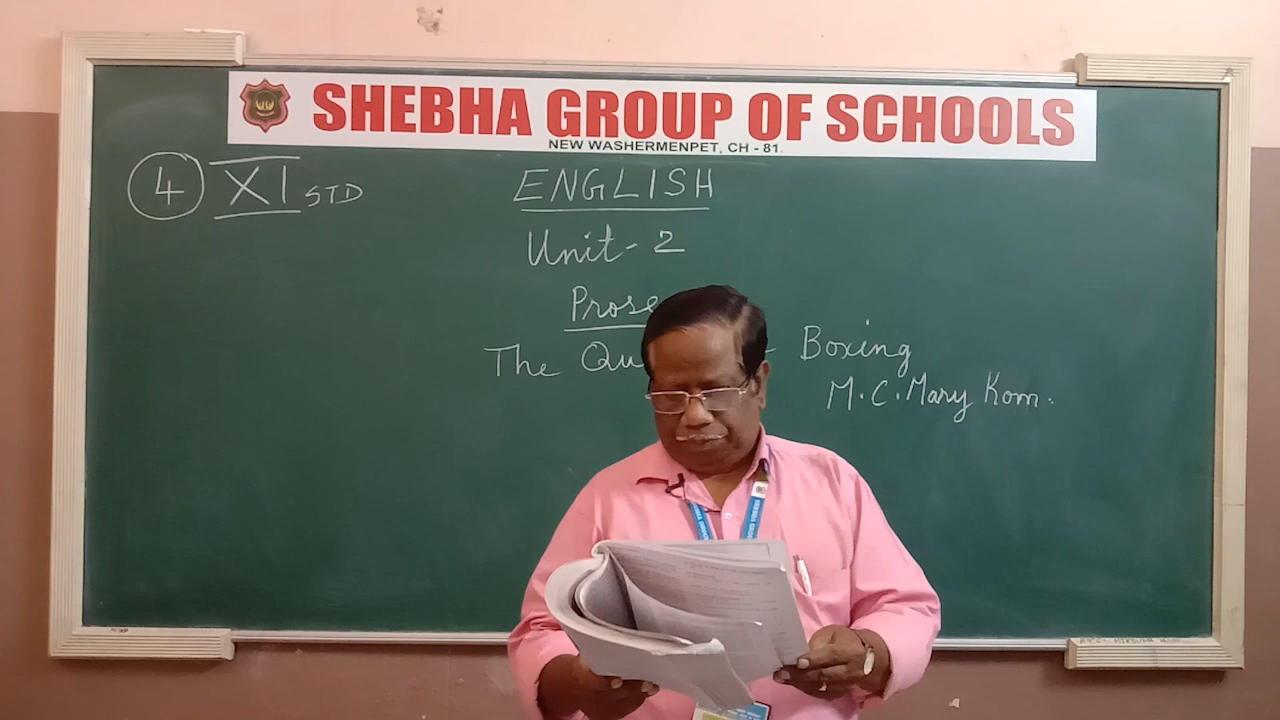 SHEBHA GROUP OF SCHOOLS
NEW WASHERMENPET, CH - 81.
4 XI STD
ENGLISH
Unit - 2
Prose
The Qu Boxing
M.C. Mary Kom.